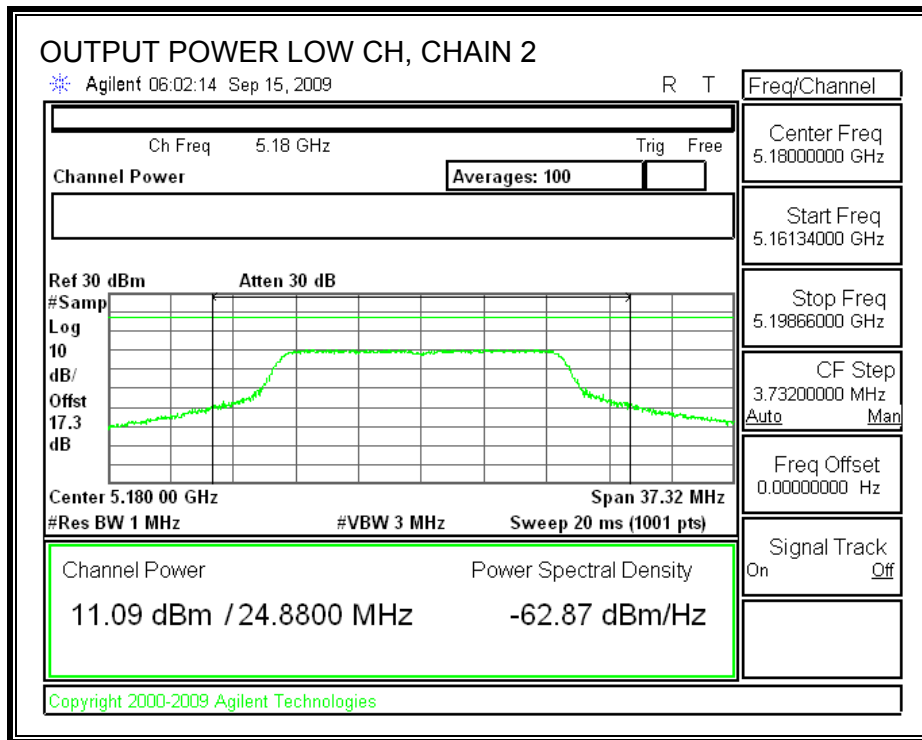 OUTPUT POWER LOW CH, CHAIN 2
Agilent 06:02:14 Sep 15, 2009 R T
Freq/Channel
Ch Freq 5.18 GHz Trig Free
Channel Power Averages: 100
Center Freq
5.18000000 GHz
Start Freq
5.16134000 GHz
Stop Freq
5.19866000 GHz
CF Step
3.73200000 MHz
Auto Man
Freq Offset
0.00000000 Hz
Signal Track
On Off
Ref 30 dBm Atten 30 dB
#Samp
Log
10
dB/
Offst
17.3
dB
Center 5.180 00 GHz Span 37.32 MHz
#Res BW 1 MHz #VBW 3 MHz Sweep 20 ms (1001 pts)
Channel Power Power Spectral Density
11.09 dBm / 24.8800 MHz -62.87 dBm/Hz
Copyright 2000-2009 Agilent Technologies